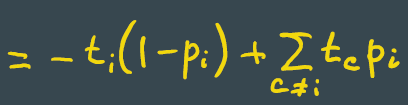 = - tᵢ(1-pᵢ) + ∑_{c≠i} t_c pᵢ